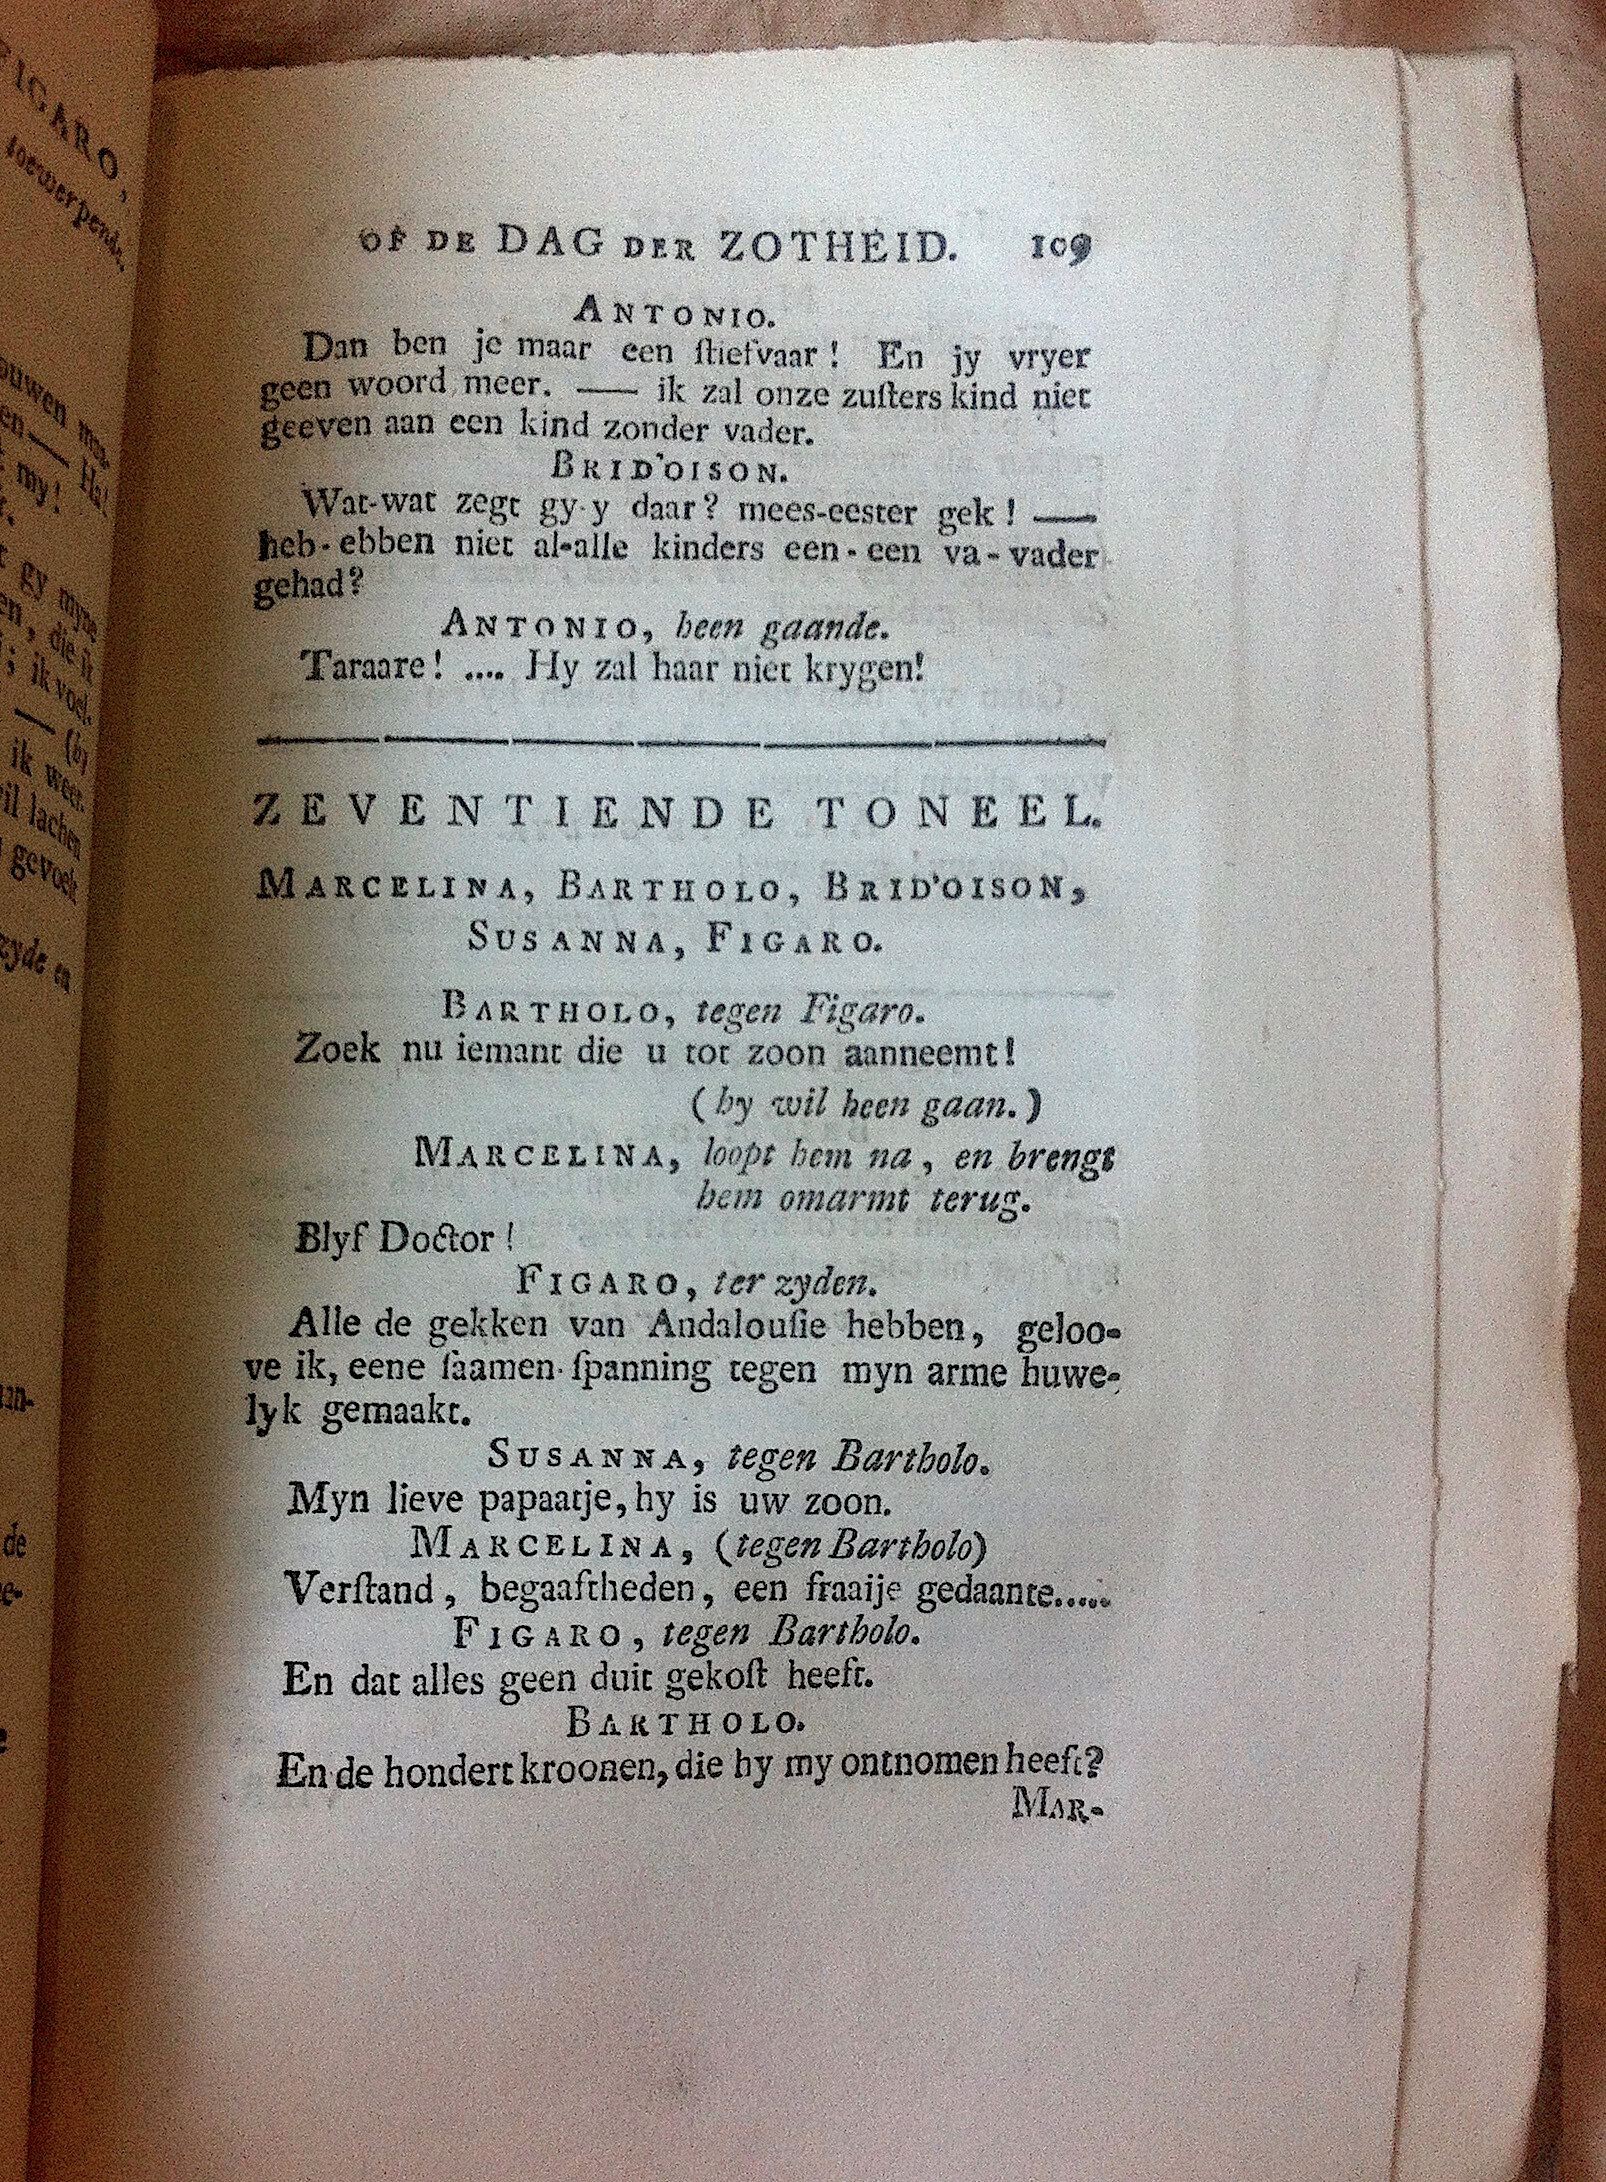 FIGARO,
toewerpende.
OF DE DAG DER ZOTHEID. 109
ANTONIO.
Dan ben je maar een ſtiefvaar! En jy vryer
geen woord meer. —— ik zal onze zuſters kind niet
geeven aan een kind zonder vader.
BRID'OISON.
Wat-wat zegt gy-y daar? mees-eester gek! ——
heb-ebben niet al-alle kinders een-een va-vader
gehad?
ANTONIO, heen gaande.
Taraare! .... Hy zal haar niet krygen!
ZEVENTIENDE TONEEL.
MARCELINA, BARTHOLO, BRID'OISON,
SUSANNA, FIGARO.
BARTHOLO, tegen Figaro.
Zoek nu iemant die u tot zoon aanneemt!
(hy wil heen gaan.)
MARCELINA, loopt hem na, en brengt
hem omarmt terug.
Blyf Doctor!
FIGARO, ter zyden.
Alle de gekken van Andalouſie hebben, geloo-
ve ik, eene ſaamen-ſpanning tegen myn arme huwe-
lyk gemaakt.
SUSANNA, tegen Bartholo.
Myn lieve papaatje, hy is uw zoon.
MARCELINA, (tegen Bartholo)
Verſtand, begaaftheden, een fraaije gedaante.....
FIGARO, tegen Bartholo.
En dat alles geen duit gekoſt heeft.
BARTHOLO.
En de hondert kroonen, die hy my ontnomen heeft?
MAR-